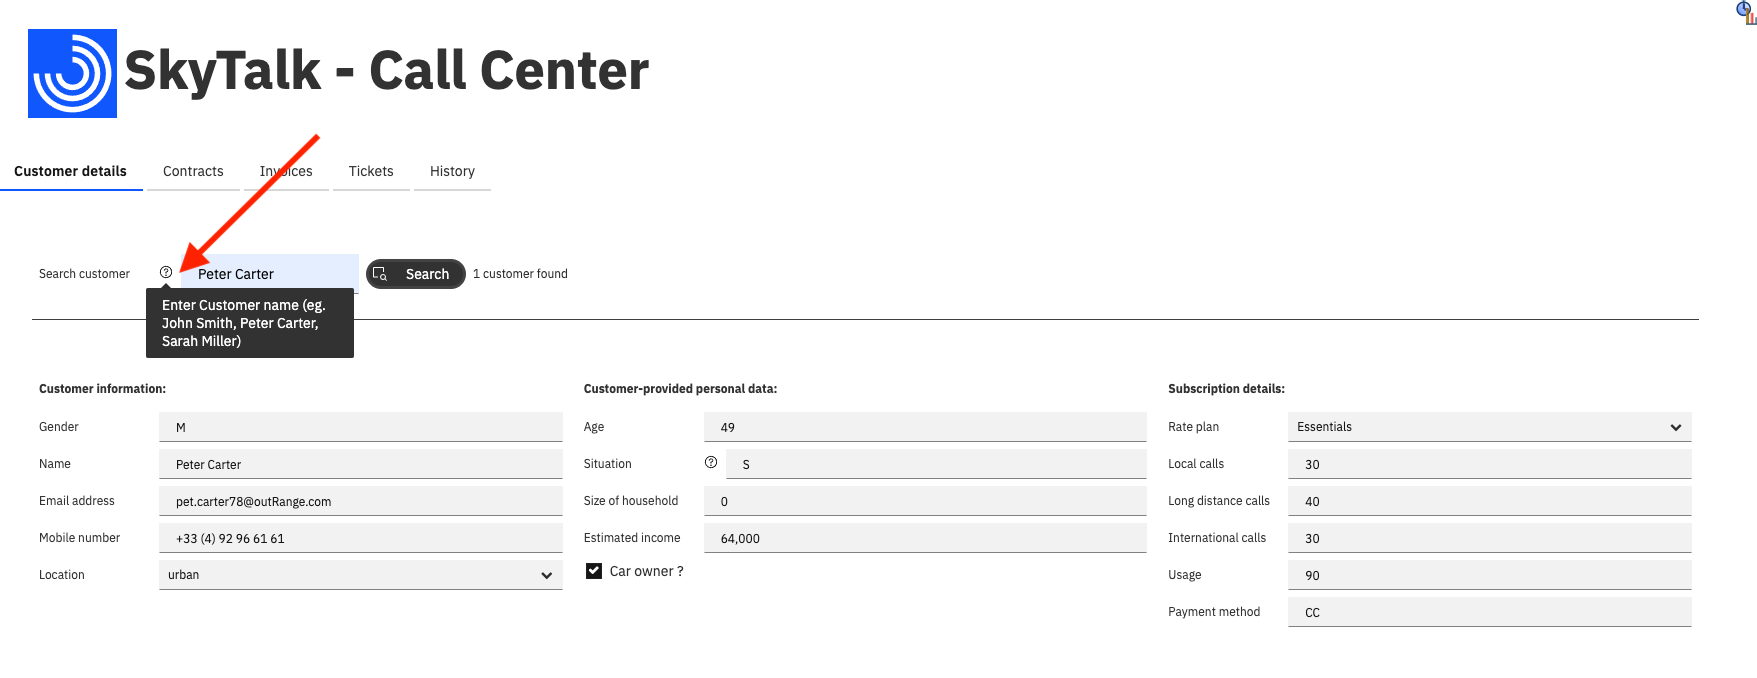 SkyTalk - Call Center
Customer details Contracts Invoices Tickets History
Search customer Peter Carter Search 1 customer found
Enter Customer name (eg.
John Smith, Peter Carter,
Sarah Miller)
Customer information:
Gender M
Name Peter Carter
Email address pet.carter78@outRange.com
Mobile number +33 (4) 92 96 61 61
Location urban
Customer-provided personal data:
Age 49
Situation S
Size of household 0
Estimated income 64,000
Car owner ?
Subscription details:
Rate plan Essentials
Local calls 30
Long distance calls 40
International calls 30
Usage 90
Payment method CC